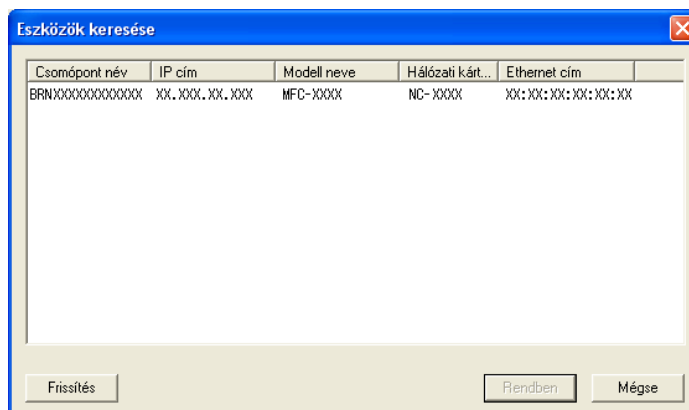 Eszközök keresése
Csomópont név IP cím Modell neve Hálózati kárt... Ethernet cím
BRNXXXXXXXXXXXX XX.XXX.XX.XXX MFC-XXXX NC-XXXX XX:XX:XX:XX:XX:XX
Frissítés Rendben Mégse